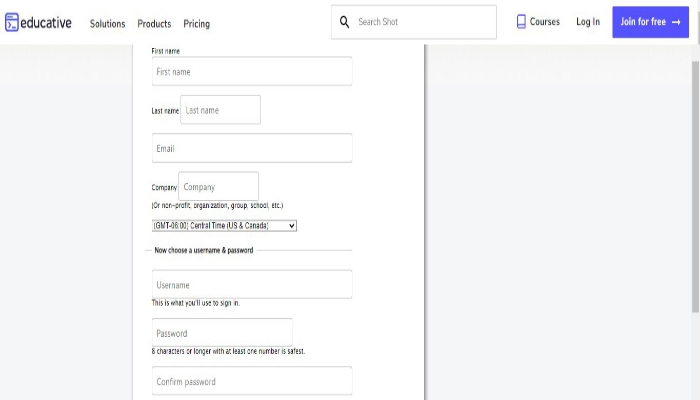 educative
Solutions Products Pricing
Search Shot
Courses Log In Join for free →
First name
First name
Last name Last name
Email
Company Company
(Or non-profit, organization, group, school, etc.)
(GMT-06:00) Central Time (US & Canada)
Now choose a username & password
Username
This is what you'll use to sign in.
Password
8 characters or longer with at least one number is safest.
Confirm password